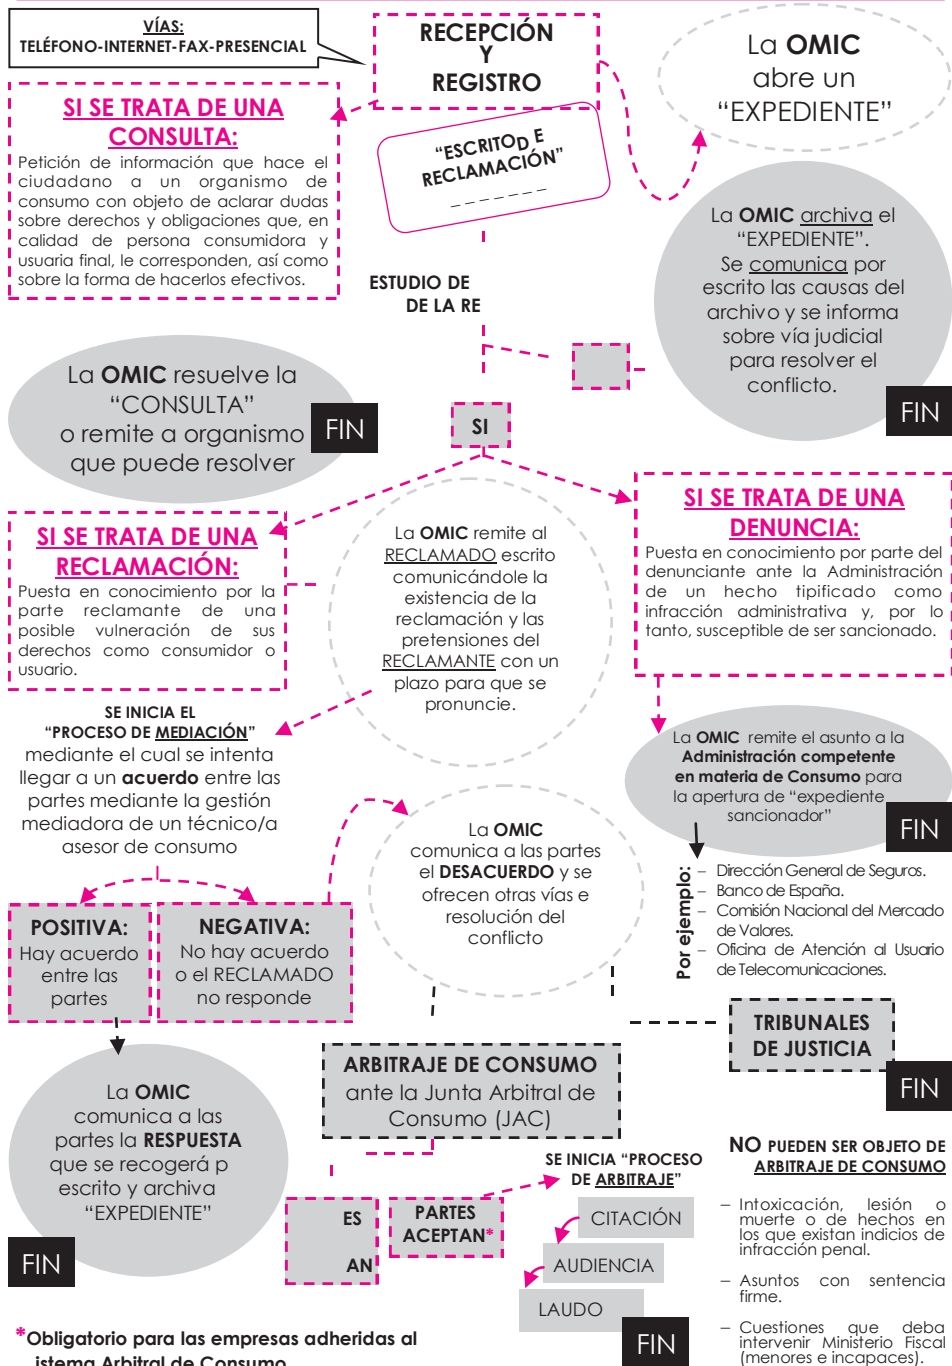 VÍAS:
TELÉFONO-INTERNET-FAX-PRESENCIAL
RECEPCIÓN
Y
REGISTRO
La OMIC
abre un
“EXPEDIENTE”
SI SE TRATA DE UNA
CONSULTA:
Petición de información que hace el
ciudadano a un organismo de
consumo con objeto de aclarar dudas
sobre derechos y obligaciones que, en
calidad de persona consumidora y
usuaria final, le corresponden, así como
sobre la forma de hacerlos efectivos.
“ESCRITOD E
RECLAMACIÓN”
_ _ _ _ _ _ _
La OMIC archiva el
“EXPEDIENTE”.
Se comunica por
escrito las causas del
archivo y se informa
sobre vía judicial
para resolver el
conflicto.
FIN
ESTUDIO DE
DE LA RE
La OMIC resuelve la
“CONSULTA”
o remite a organismo
que puede resolver
FIN
SI
SI SE TRATA DE UNA
RECLAMACIÓN:
Puesta en conocimiento por la
parte reclamante de una
posible vulneración de sus
derechos como consumidor o
usuario.
La OMIC remite al
RECLAMADO escrito
comunicándole la
existencia de la
reclamación y las
pretensiones del
RECLAMANTE con un
plazo para que se
pronuncie.
SI SE TRATA DE UNA
DENUNCIA:
Puesta en conocimiento por parte del
denunciante ante la Administración
de un hecho tipificado como
infracción administrativa y, por lo
tanto, susceptible de ser sancionado.
SE INICIA EL
“PROCESO DE MEDIACIÓN”
mediante el cual se intenta
llegar a un acuerdo entre las
partes mediante la gestión
mediadora de un técnico/a
asesor de consumo
La OMIC remite el asunto a la
Administración competente
en materia de Consumo para
la apertura de “expediente
sancionador”
FIN
Por ejemplo:
– Dirección General de Seguros.
– Banco de España.
– Comisión Nacional del Mercado
de Valores.
– Oficina de Atención al Usuario
de Telecomunicaciones.
La OMIC
comunica a las partes
el DESACUERDO y se
ofrecen otras vías e
resolución del
conflicto
POSITIVA:
Hay acuerdo
entre las
partes
NEGATIVA:
No hay acuerdo
o el RECLAMADO
no responde
TRIBUNALES
DE JUSTICIA
FIN
ARBITRAJE DE CONSUMO
ante la Junta Arbitral de
Consumo (JAC)
La OMIC
comunica a las
partes la RESPUESTA
que se recogerá p
escrito y archiva
“EXPEDIENTE”
FIN
ES
AN
PARTES
ACEPTAN*
SE INICIA “PROCESO
DE ARBITRAJE”
CITACIÓN
AUDIENCIA
LAUDO
FIN
NO PUEDEN SER OBJETO DE
ARBITRAJE DE CONSUMO
– Intoxicación, lesión o
muerte o de hechos en
los que existan indicios de
infracción penal.
– Asuntos con sentencia
firme.
– Cuestiones que deba
intervenir Ministerio Fiscal
(menores e incapaces).
*Obligatorio para las empresas adheridas al
istema Arbitral de Consumo